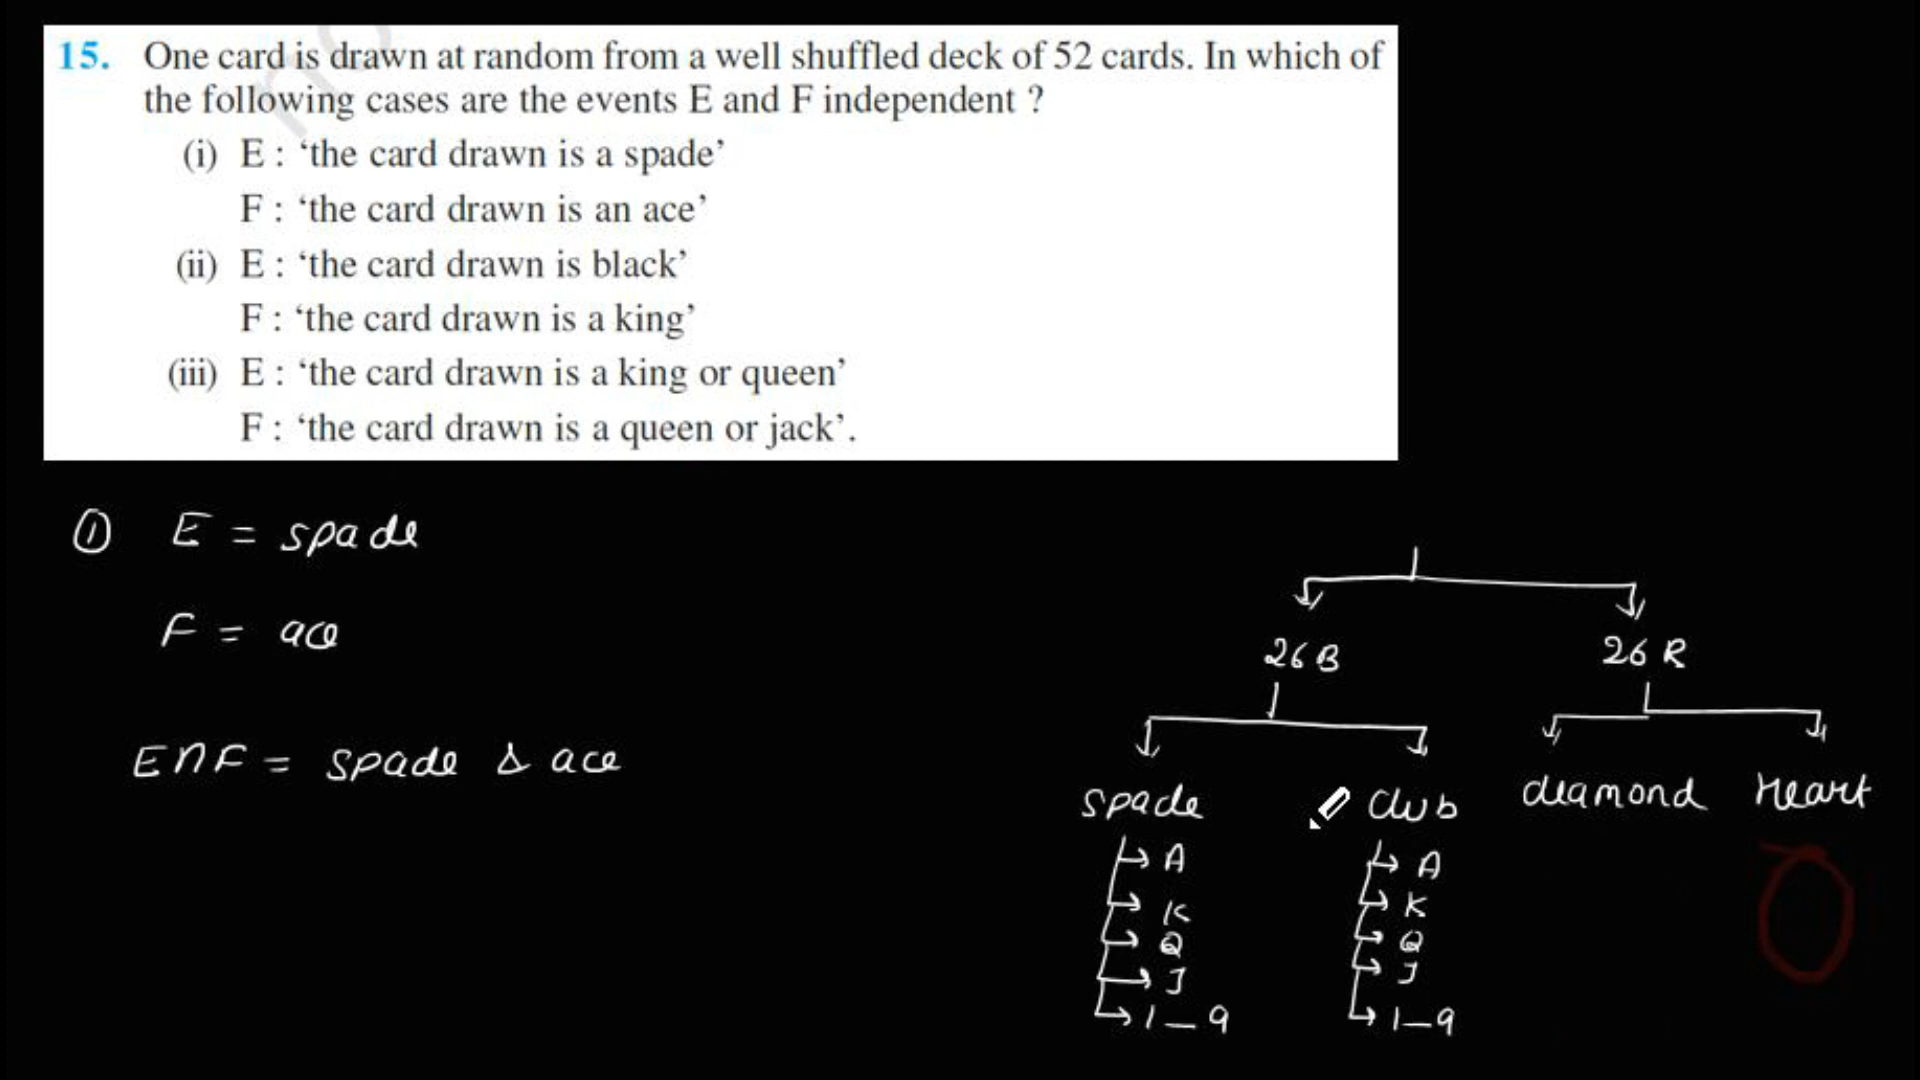 15. One card is drawn at random from a well shuffled deck of 52 cards. In which of
the following cases are the events E and F independent ?
(i) E : ‘the card drawn is a spade’
F : ‘the card drawn is an ace’
(ii) E : ‘the card drawn is black’
F : ‘the card drawn is a king’
(iii) E : ‘the card drawn is a king or queen’
F : ‘the card drawn is a queen or jack’.
① E = spade
F = ace
E∩F = spade & ace
26 B 26 R
spade club diamond Heart
A A
K K
Q Q
J J
1–9 1–9